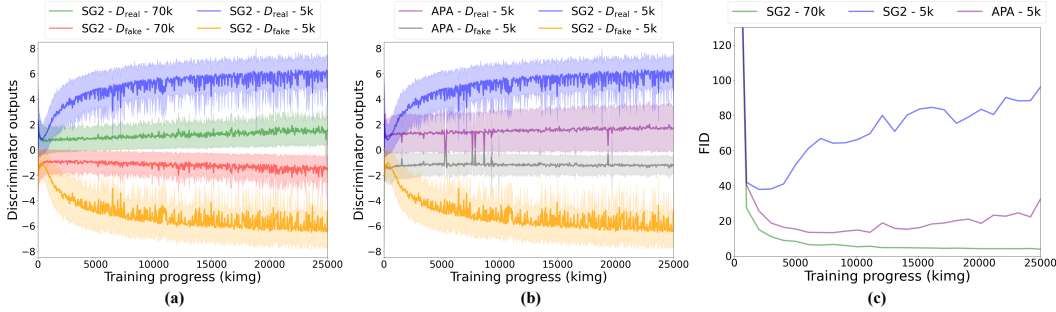 SG2 - D_real - 70k SG2 - D_real - 5k
SG2 - D_fake - 70k SG2 - D_fake - 5k
8
6
4
2
0
−2
−4
−6
−8
Discriminator outputs
0 5000 10000 15000 20000 25000
Training progress (kimg)
(a)
APA - D_real - 5k SG2 - D_real - 5k
APA - D_fake - 5k SG2 - D_fake - 5k
8
6
4
2
0
−2
−4
−6
−8
Discriminator outputs
0 5000 10000 15000 20000 25000
Training progress (kimg)
(b)
SG2 - 70k SG2 - 5k APA - 5k
120
100
80
60
40
20
0
FID
0 5000 10000 15000 20000 25000
Training progress (kimg)
(c)